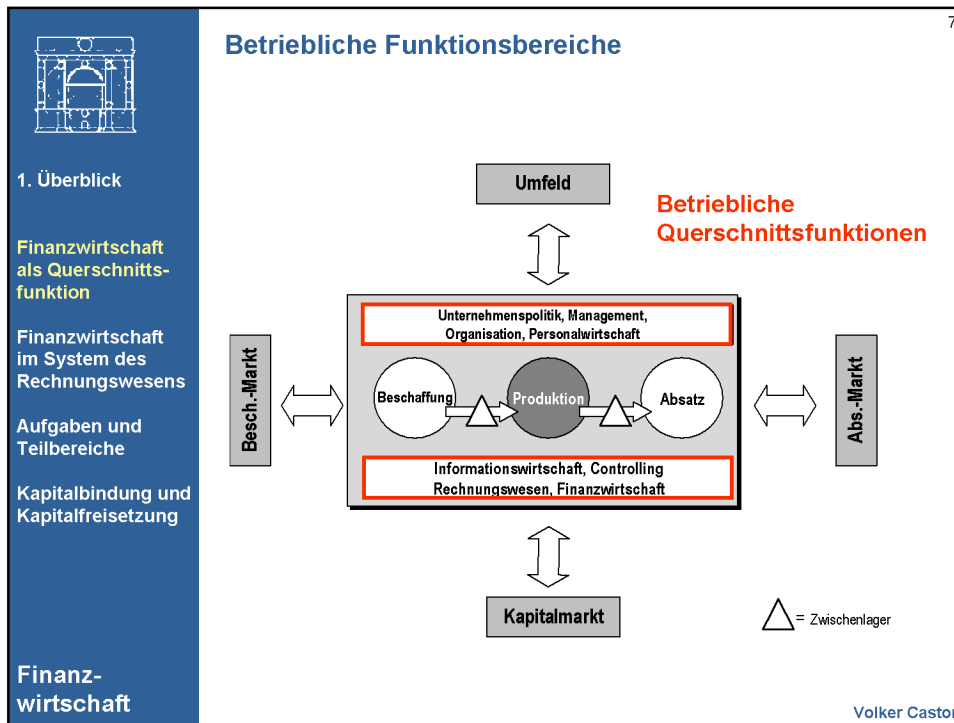 7
Betriebliche Funktionsbereiche
1. Überblick
Finanzwirtschaft
als Querschnitts-
funktion
Finanzwirtschaft
im System des
Rechnungswesens
Aufgaben und
Teilbereiche
Kapitalbindung und
Kapitalfreisetzung
Finanz-
wirtschaft
Umfeld
Betriebliche
Querschnittsfunktionen
Unternehmenspolitik, Management,
Organisation, Personalwirtschaft
Besch.-Markt
Beschaffung
Produktion
Absatz
Abs.-Markt
Informationswirtschaft, Controlling
Rechnungswesen, Finanzwirtschaft
Kapitalmarkt
= Zwischenlager
Volker Castor